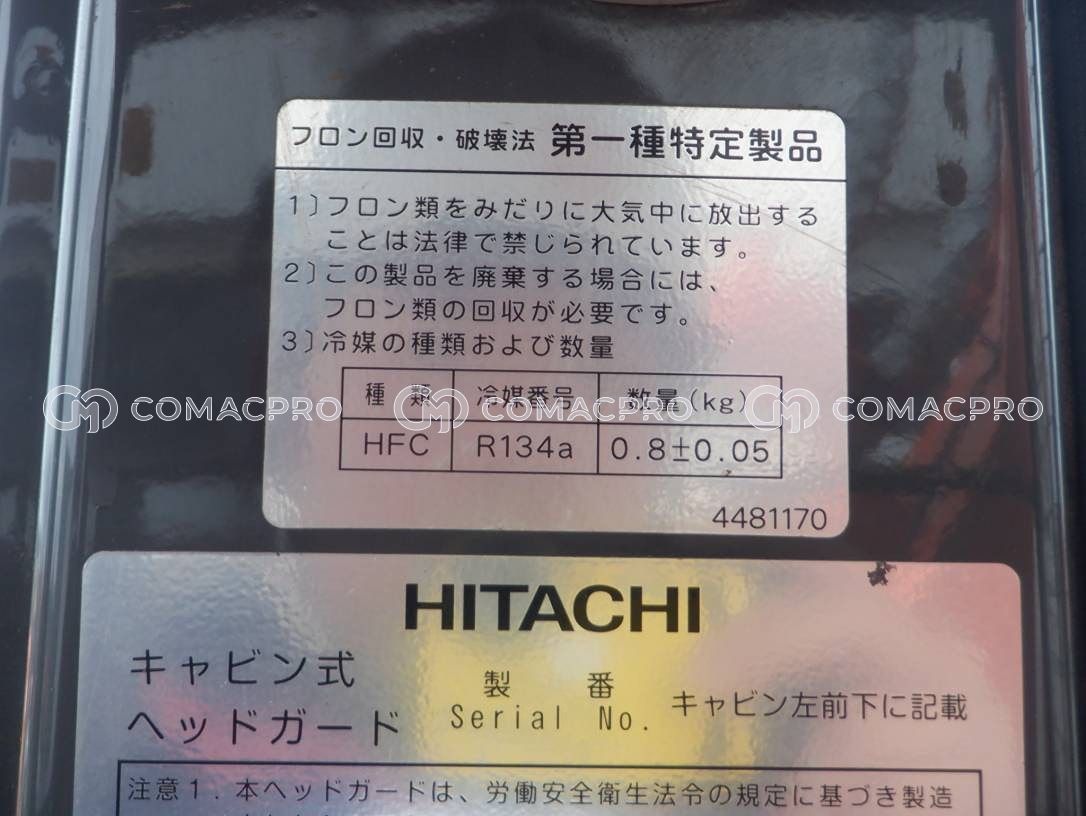 フロン回収・破壊法 第一種特定製品
1)フロン類をみだりに大気中に放出する
ことは法律で禁じられています。
2)この製品を廃棄する場合には、
フロン類の回収が必要です。
3)冷媒の種類および数量
種 類 冷媒番号 数量(kg)
COMACPRO COMACPRO COMACPRO
HFC R134a 0.8±0.05
4481170
HITACHI
キャビン式
ヘッドガード
製 番
Serial No.
キャビン左前下に記載
注意1. 本ヘッドガードは、労働安全衛生法令の規定に基づき製造